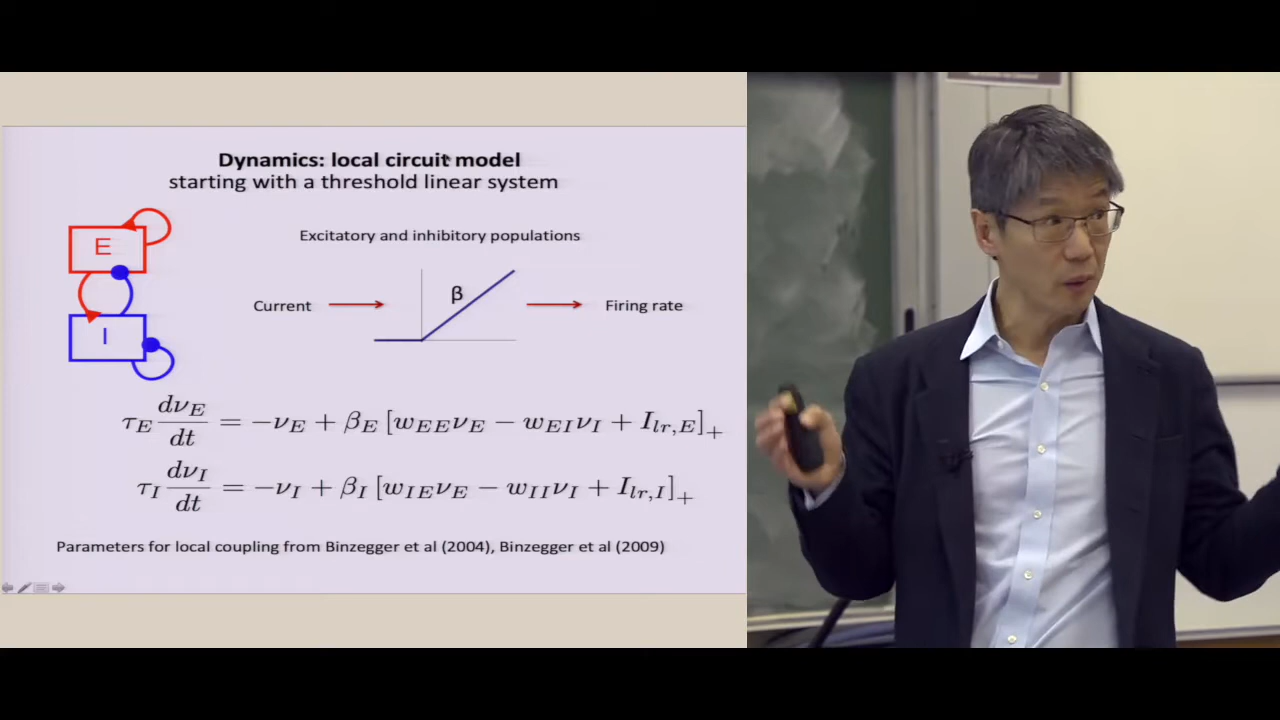 Dynamics: local circuit model
starting with a threshold linear system
E
Excitatory and inhibitory populations
β
Current
Firing rate
I
τ_E dν_E/dt = −ν_E + β_E [w_EE ν_E − w_EI ν_I + I_lr,E]_+
τ_I dν_I/dt = −ν_I + β_I [w_IE ν_E − w_II ν_I + I_lr,I]_+
Parameters for local coupling from Binzegger et al (2004), Binzegger et al (2009)